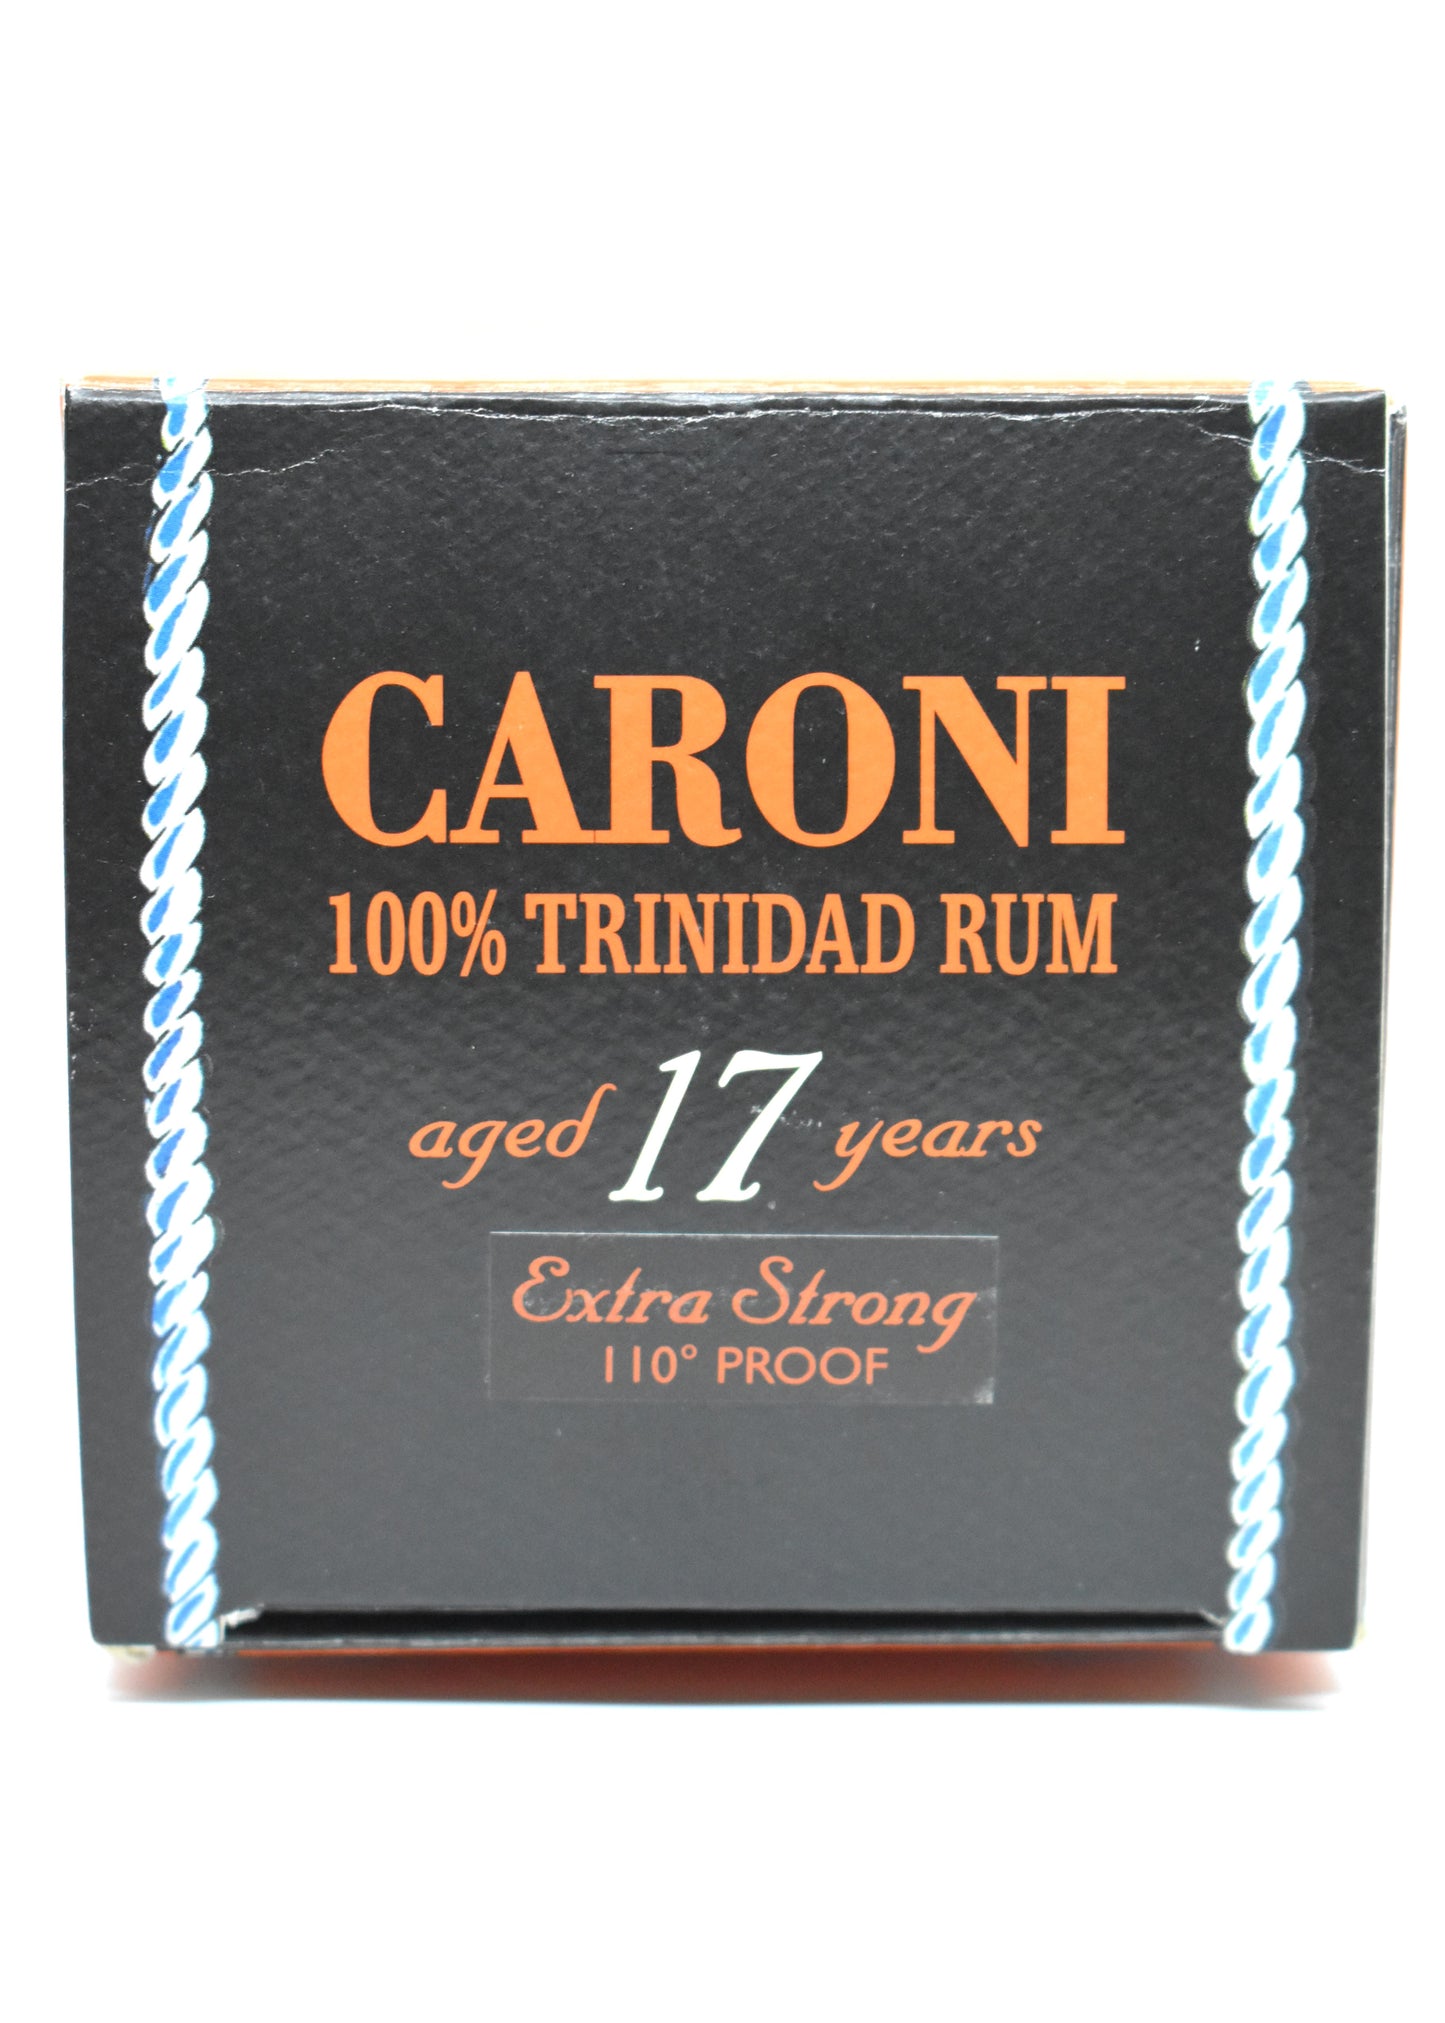 CARONI
100% TRINIDAD RUM
aged 17 years
Extra Strong
110° PROOF